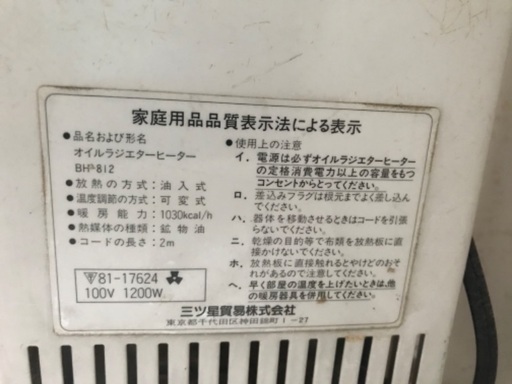 家庭用品品質表示法による表示
●品名および形名
オイルラジエターヒーター
BH-812
●放熱の方式：油入式
●温度調節の方式：可変式
●暖房能力：1030kcal/h
●熱媒体の種類：鉱物油
●コードの長さ：2m
81-17624
100V 1200W
●使用上の注意
イ．電源は必ずオイルラジエターヒーター
の定格消費電力以上の容量をもつ
コンセントからとってください。
ロ．差込みフラグは根元までよく差し込ん
でください。
ハ．器体を移動させるときはコードを引張
らないでください。
ニ．乾燥の目的等で布類を放熱板に直
接かけないでください。
ホ．放熱板に直接触れるとやけどのおそ
れがあるので注意ください。
ヘ．早く部屋の温度を上げたいときは、他
の暖房器具を併用してください。
三ツ星貿易株式会社
東京都千代田区神田錦町1-27